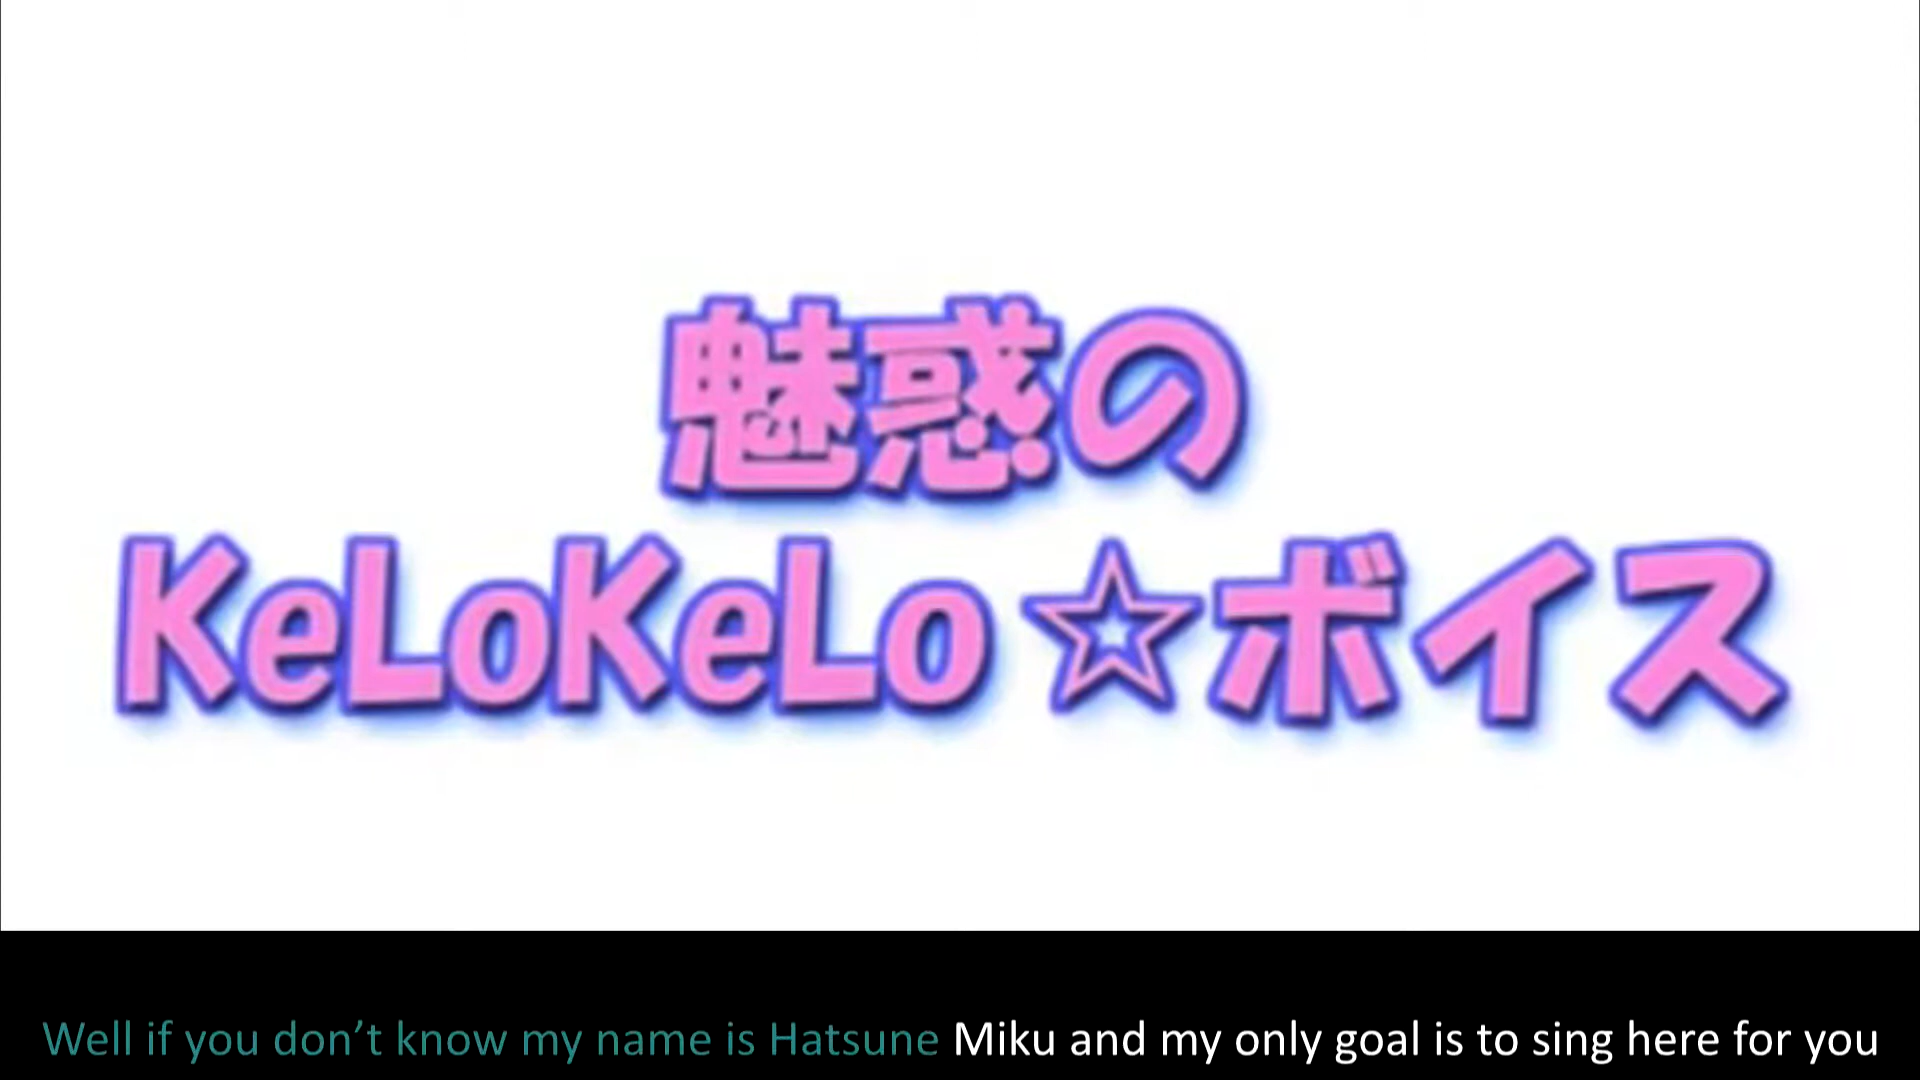 魅惑の
KeLoKeLo☆ボイス
Well if you don’t know my name is Hatsune Miku and my only goal is to sing here for you